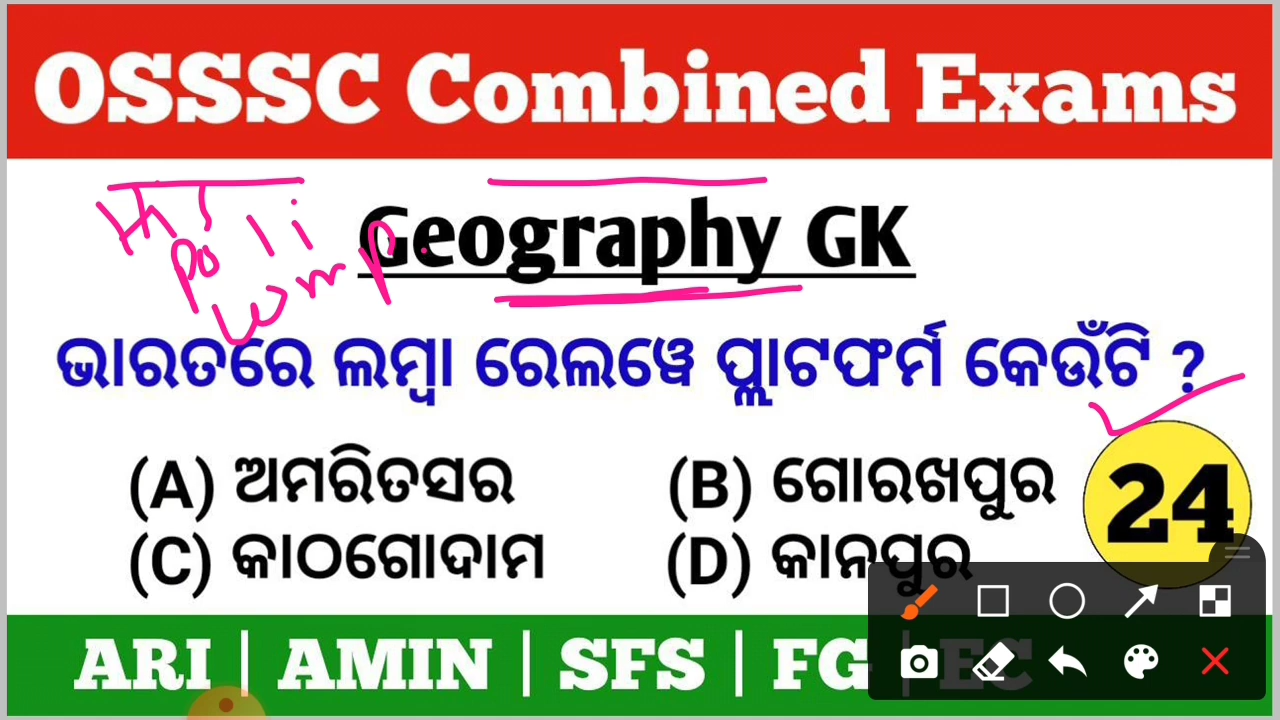 OSSSC Combined Exams
Geography GK
ଭାରତରେ ଲମ୍ବା ରେଲୱେ ପ୍ଲାଟଫର୍ମ କେଉଁଟି ?
(A) ଅମରିତସର (B) ଗୋରଖପୁର
(C) କାଠଗୋଦାମ (D) କାନପୁର
24
ARI | AMIN | SFS | FG | EC